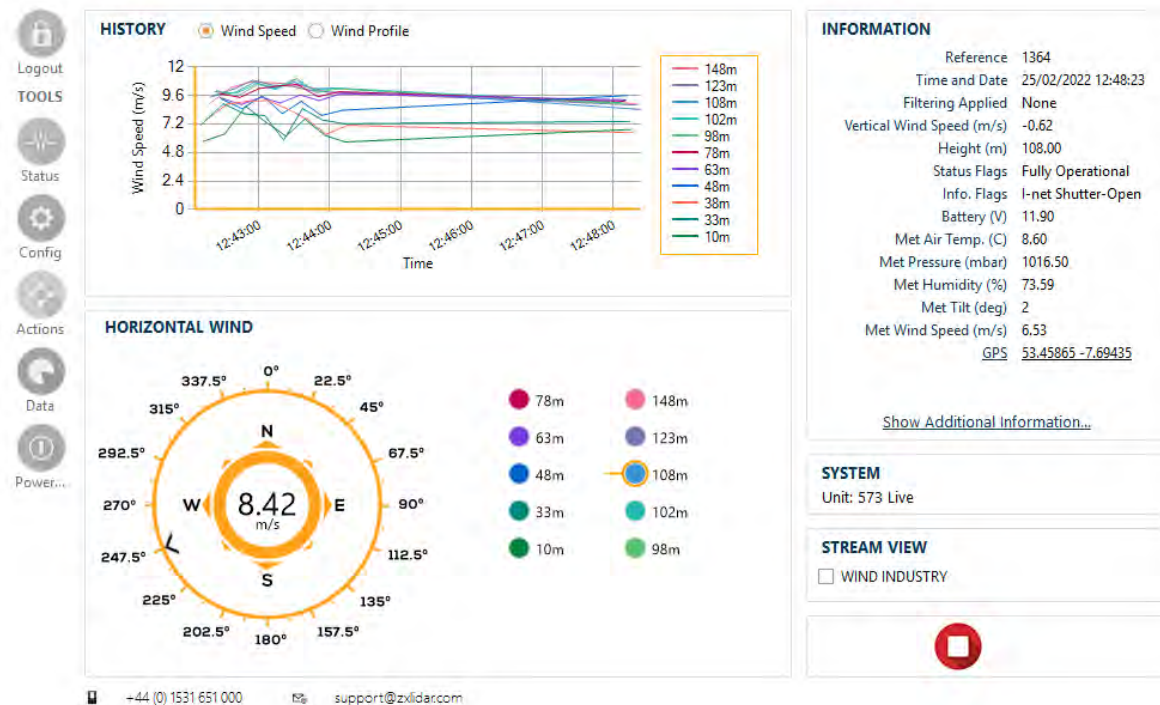 Logout
TOOLS
Status
Config
Actions
Data
Power...
HISTORY Wind Speed Wind Profile
Wind Speed (m/s)
12
9.6
7.2
4.8
2.4
0
12:43:00 12:44:00 12:45:00 12:46:00 12:47:00 12:48:00
Time
148m
123m
108m
102m
98m
78m
63m
48m
38m
33m
10m
HORIZONTAL WIND
0°
22.5°
45°
67.5°
90°
112.5°
135°
157.5°
180°
202.5°
225°
247.5°
270°
292.5°
315°
337.5°
N
W E
S
8.42
m/s
78m 148m
63m 123m
48m 108m
33m 102m
10m 98m
INFORMATION
Reference 1364
Time and Date 25/02/2022 12:48:23
Filtering Applied None
Vertical Wind Speed (m/s) -0.62
Height (m) 108.00
Status Flags Fully Operational
Info. Flags I-net Shutter-Open
Battery (V) 11.90
Met Air Temp. (C) 8.60
Met Pressure (mbar) 1016.50
Met Humidity (%) 73.59
Met Tilt (deg) 2
Met Wind Speed (m/s) 6.53
GPS 53.45865 -7.69435
Show Additional Information...
SYSTEM
Unit: 573 Live
STREAM VIEW
WIND INDUSTRY
+44 (0) 1531 651 000 support@zxlidar.com